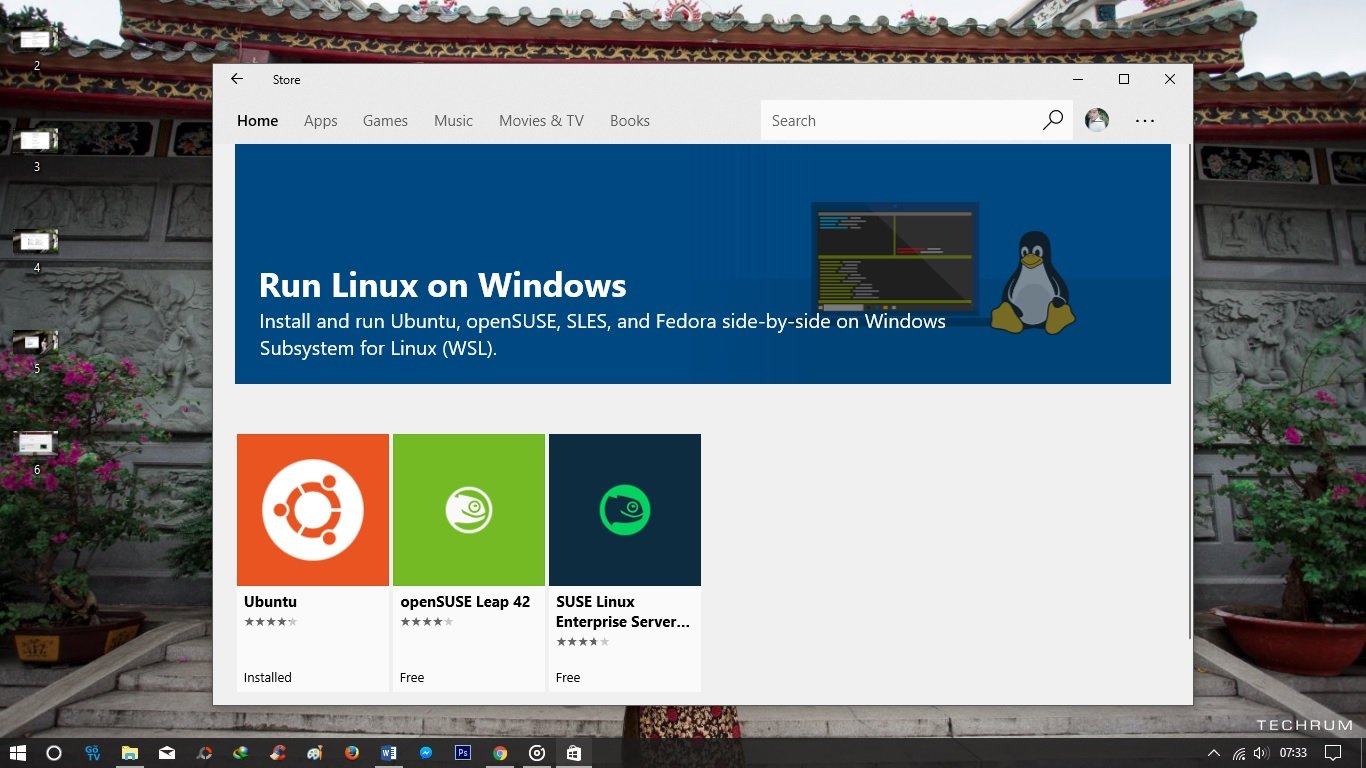 2
3
4
5
6
Store
Home Apps Games Music Movies & TV Books
Search
Run Linux on Windows
Install and run Ubuntu, openSUSE, SLES, and Fedora side-by-side on Windows
Subsystem for Linux (WSL).
Ubuntu
Installed
openSUSE Leap 42
Free
SUSE Linux
Enterprise Server...
Free
TECHRUM
GŏTV
W
Ps
07:33